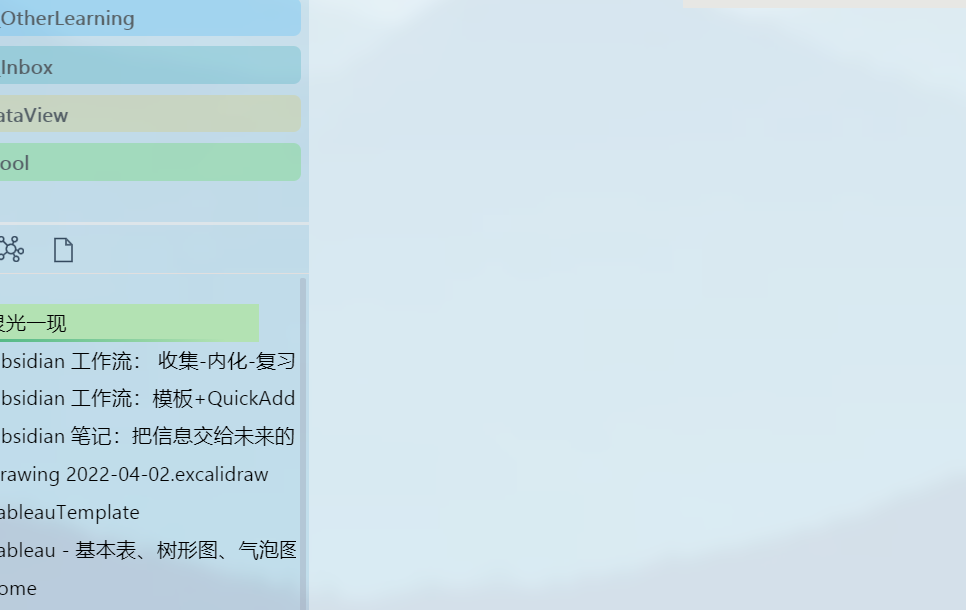 OtherLearning
Inbox
ataView
ool
光一现
bsidian 工作流： 收集-内化-复习
bsidian 工作流：模板+QuickAdd
bsidian 笔记：把信息交给未来的
rawing 2022-04-02.excalidraw
ableauTemplate
ableau - 基本表、树形图、气泡图
ome